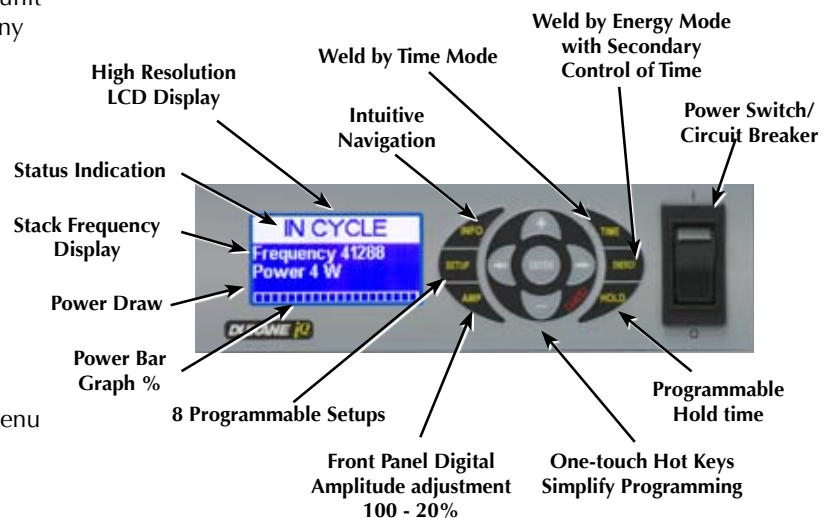 unit
ny
enu
High Resolution
LCD Display
Weld by Time Mode
Weld by Energy Mode
with Secondary
Control of Time
Intuitive
Navigation
Power Switch/
Circuit Breaker
Status Indication
Stack Frequency
Display
Power Draw
Power Bar
Graph %
8 Programmable Setups
Front Panel Digital
Amplitude adjustment
100 - 20%
One-touch Hot Keys
Simplify Programming
Programmable
Hold time
IN CYCLE
Frequency 41288
Power 4 W
DUKANE iQ
INFO
SETUP
AMP
+
ENTER
−
TIME
ENERGY
HOLD
I
O